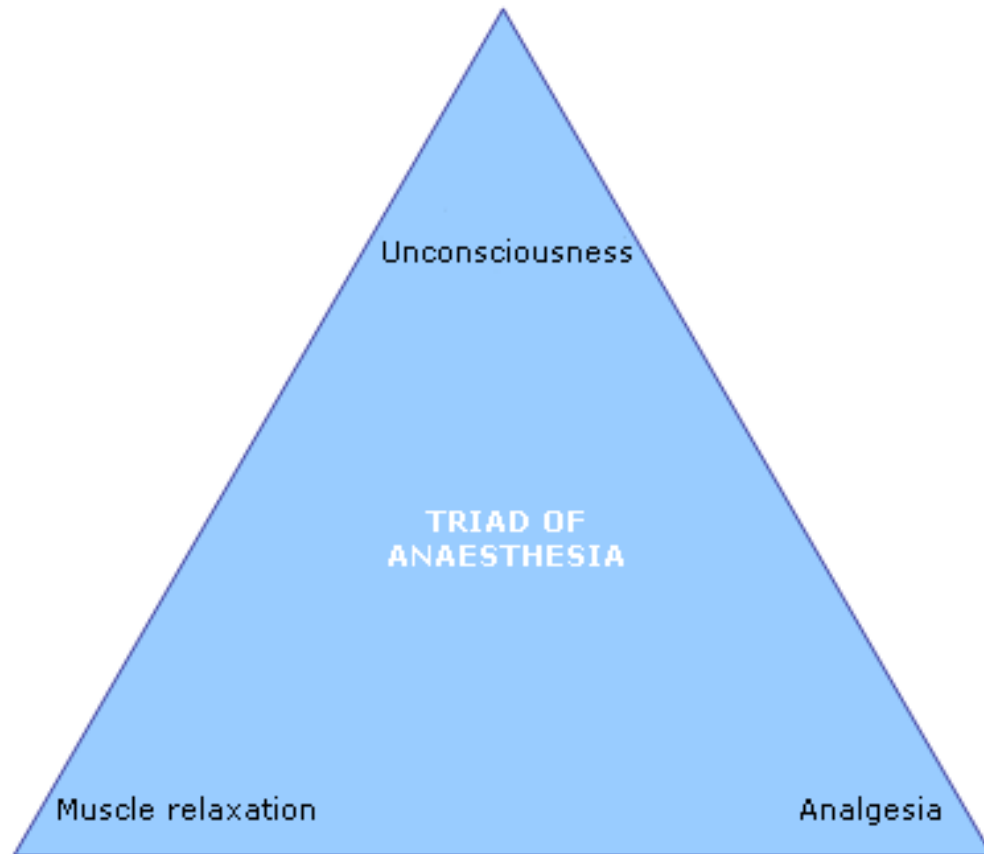 Unconsciousness
TRIAD OF
ANAESTHESIA
Muscle relaxation
Analgesia